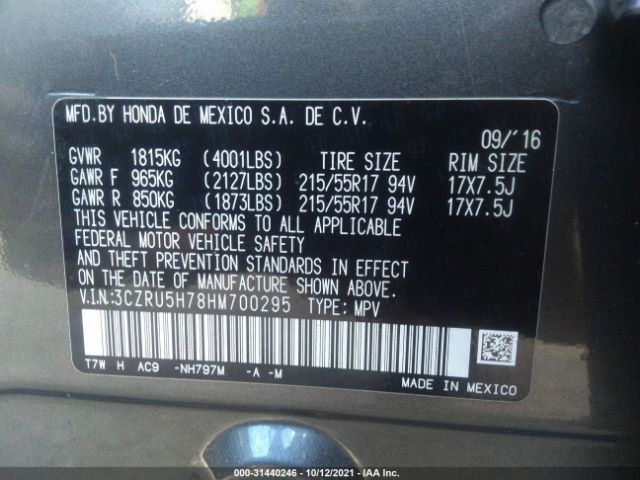 MFD.BY HONDA DE MEXICO S.A. DE C.V.
09/'16
GVWR 1815KG (4001LBS) TIRE SIZE RIM SIZE
GAWR F 965KG (2127LBS) 215/55R17 94V 17X7.5J
GAWR R 850KG (1873LBS) 215/55R17 94V 17X7.5J
THIS VEHICLE CONFORMS TO ALL APPLICABLE
FEDERAL MOTOR VEHICLE SAFETY
AND THEFT PREVENTION STANDARDS IN EFFECT
ON THE DATE OF MANUFACTURE SHOWN ABOVE.
V.I.N:3CZRU5H78HM700295 TYPE: MPV
T7W H AC9 -NH797M -A -M
MADE IN MEXICO
000-31440246 - 10/12/2021 - IAA Inc.